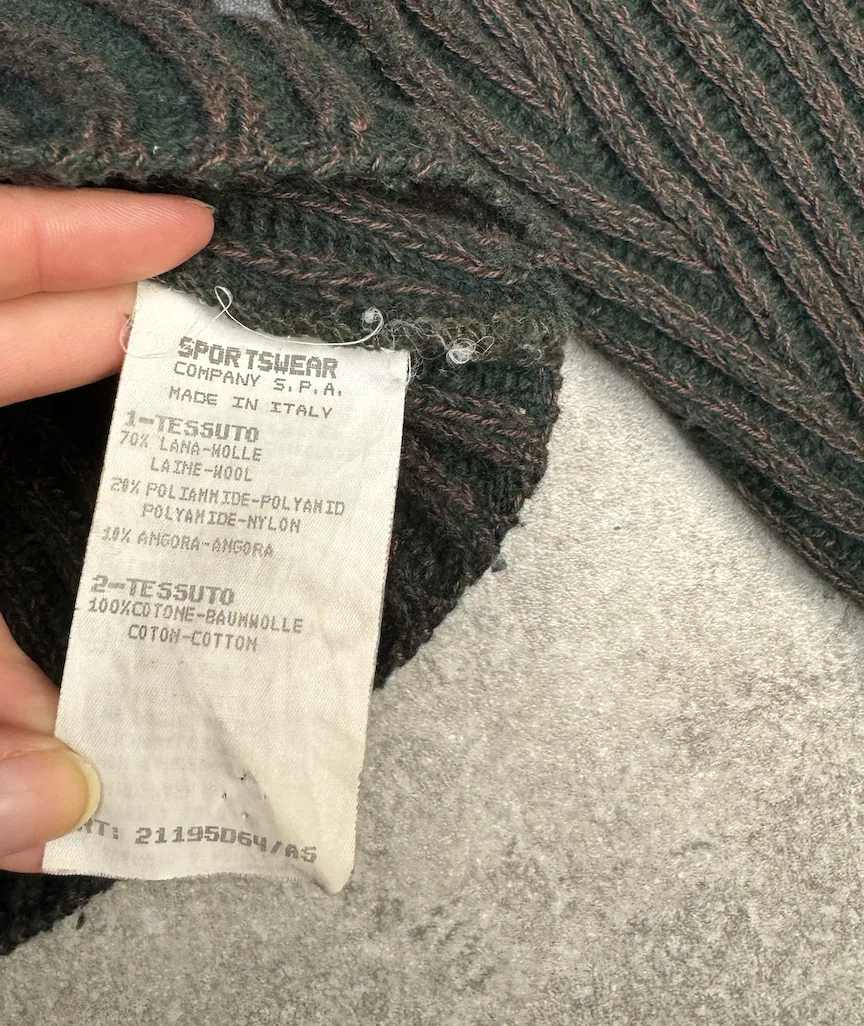 SPORTSWEAR
COMPANY S.P.A.
MADE IN ITALY
1-TESSUTO
70% LANA-WOLLE
LAINE-WOOL
20% POLIAMMIDE-POLYAMID
POLYAMIDE-NYLON
10% ANGORA-ANGORA
2-TESSUTO
100%COTONE-BAUMWOLLE
COTON-COTTON
RT: 21195D64/A5